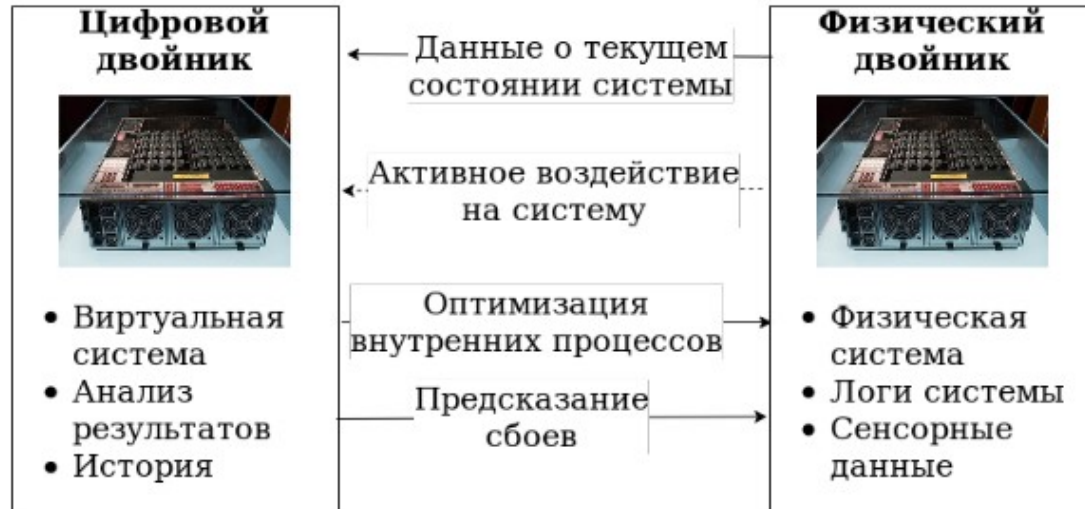 Цифровой
двойник
Виртуальная
система
Анализ
результатов
История
Данные о текущем
состоянии системы
Активное воздействие
на систему
Оптимизация
внутренних процессов
Предсказание
сбоев
Физический
двойник
Физическая
система
Логи системы
Сенсорные
данные